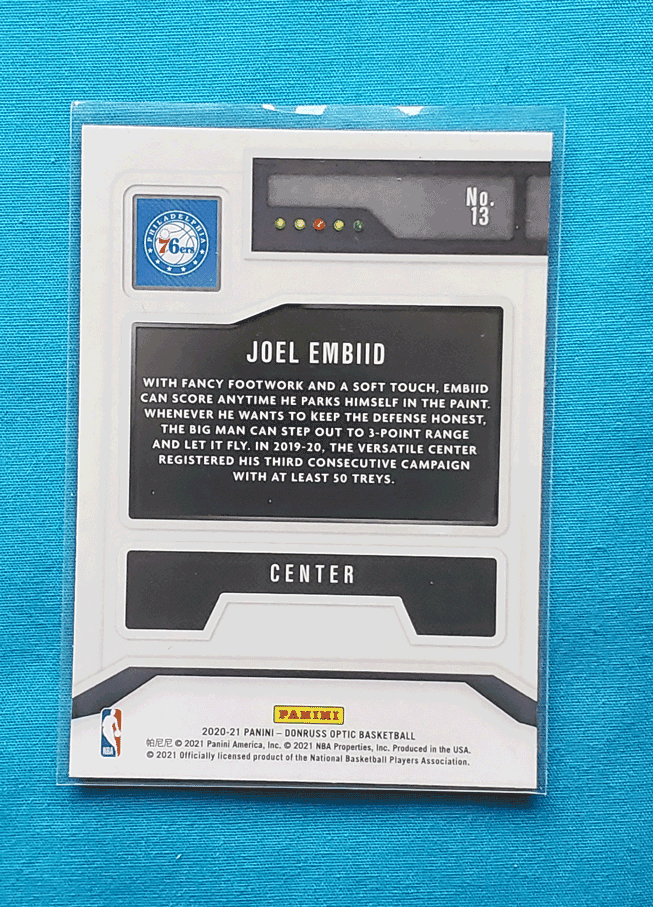 No.
13
PHILADELPHIA
76ers
JOEL EMBIID
WITH FANCY FOOTWORK AND A SOFT TOUCH, EMBIID
CAN SCORE ANYTIME HE PARKS HIMSELF IN THE PAINT.
WHENEVER HE WANTS TO KEEP THE DEFENSE HONEST,
THE BIG MAN CAN STEP OUT TO 3-POINT RANGE
AND LET IT FLY. IN 2019-20, THE VERSATILE CENTER
REGISTERED HIS THIRD CONSECUTIVE CAMPAIGN
WITH AT LEAST 50 TREYS.
CENTER
PANINI
2020-21 PANINI – DONRUSS OPTIC BASKETBALL
帕尼尼 © 2021 Panini America, Inc. © 2021 NBA Properties, Inc. Produced in the USA.
© 2021 Officially licensed product of the National Basketball Players Association.
NBA